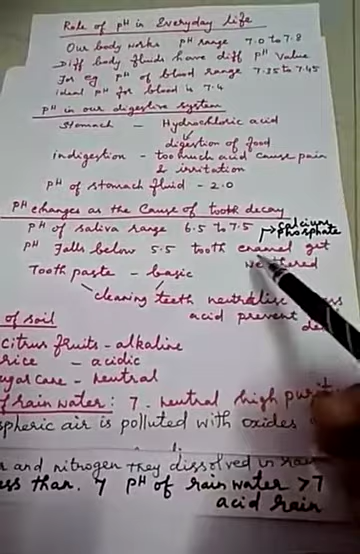 Role of pH in Everyday life
Our body works pH range 7.0 to 7.8
Diff body fluids have diff pH value
For eg pH of blood range 7.35 to 7.45
ideal pH for blood is 7.4
pH in our digestive system
Stomach - Hydrochloric acid
digestion of food
indigestion - too much acid cause pain
& irritation
pH of stomach fluid - 2.0
pH changes as the Cause of tooth decay
pH of saliva range 6.5 to 7.5 → calcium phosphate
pH Falls below 5.5 tooth enamel get
weathered
Tooth paste - basic
cleaning teeth neutralise
acid prevent
of soil
citrus fruits - alkaline
rice - acidic
ugar cane - neutral
rain water: 7. neutral high purit
spheric air is polluted with oxides
and nitrogen they dissolved in rain
ess than. 7 pH of rain water >7
acid rain